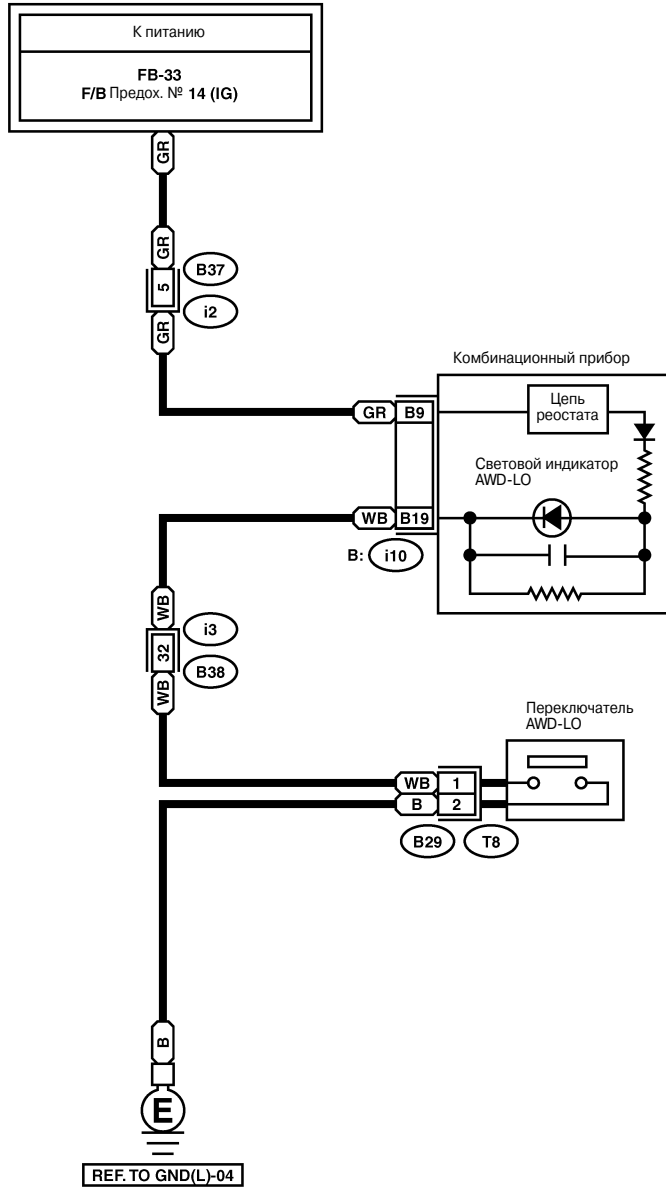 К питанию
FB-33
F/B Предох. № 14 (IG)
GR
GR
5
B37
i2
GR
Комбинационный прибор
GR B9
Цепь
реостата
Световой индикатор
AWD-LO
WB B19
B: i10
WB
i3
32
B38
WB
Переключатель
AWD-LO
WB 1
B 2
B29 T8
B
E
REF. TO GND(L)-04